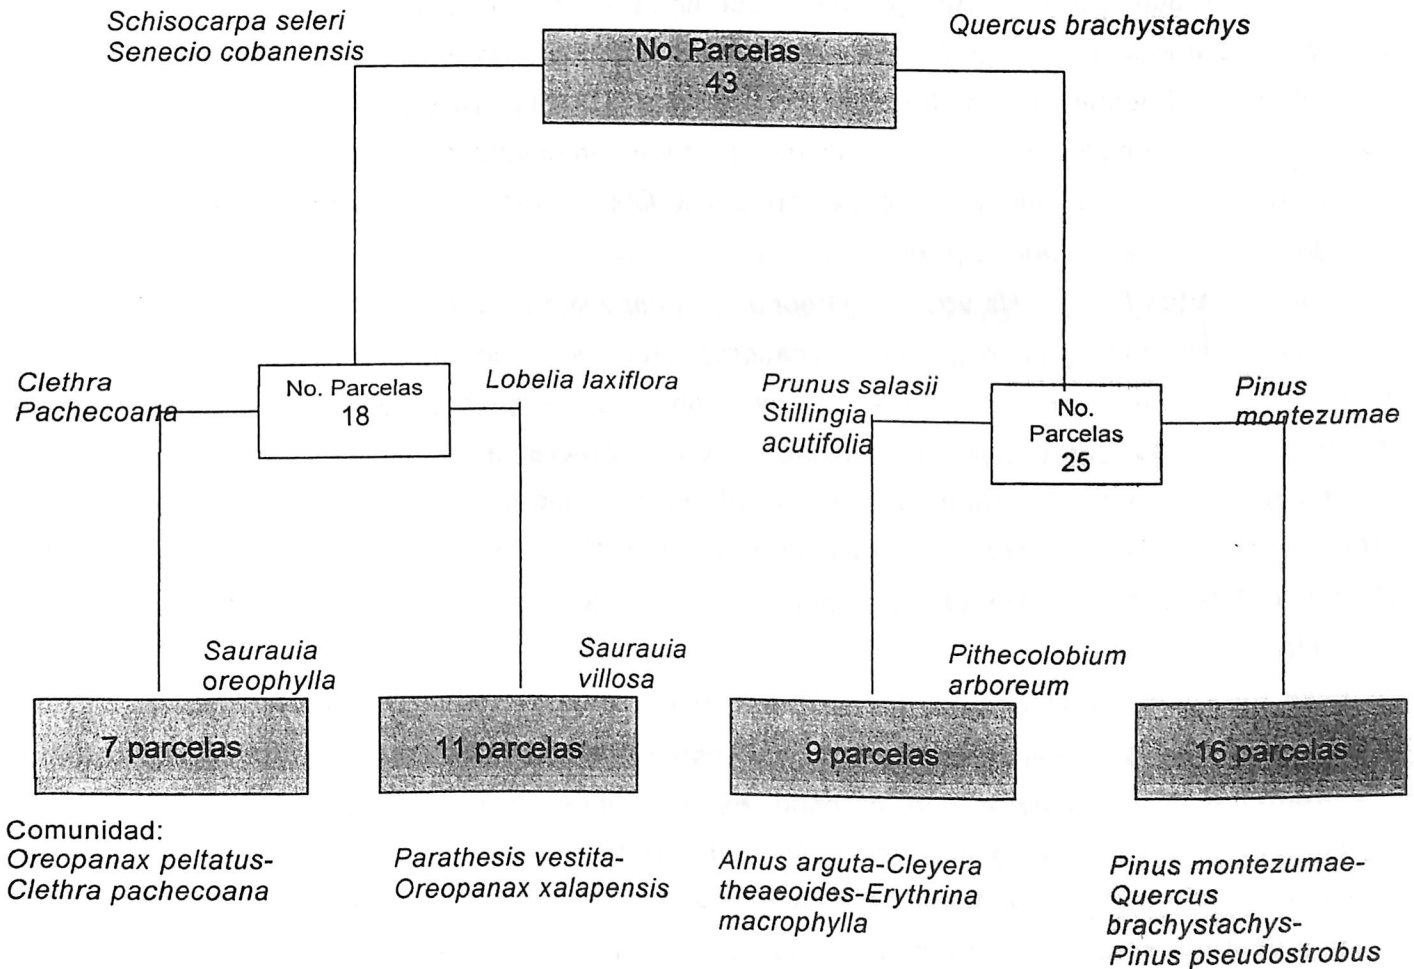 Schisocarpa seleri
Senecio cobanensis
No. Parcelas
43
Quercus brachystachys
Clethra
Pachecoana
No. Parcelas
18
Lobelia laxiflora
Prunus salasii
Stillingia
acutifolia
No.
Parcelas
25
Pinus
montezumae
Saurauia
oreophylla
Saurauia
villosa
Pithecolobium
arboreum
7 parcelas
11 parcelas
9 parcelas
16 parcelas
Comunidad:
Oreopanax peltatus-
Clethra pachecoana
Parathesis vestita-
Oreopanax xalapensis
Alnus arguta-Cleyera
theaeoides-Erythrina
macrophylla
Pinus montezumae-
Quercus
brachystachys-
Pinus pseudostrobus